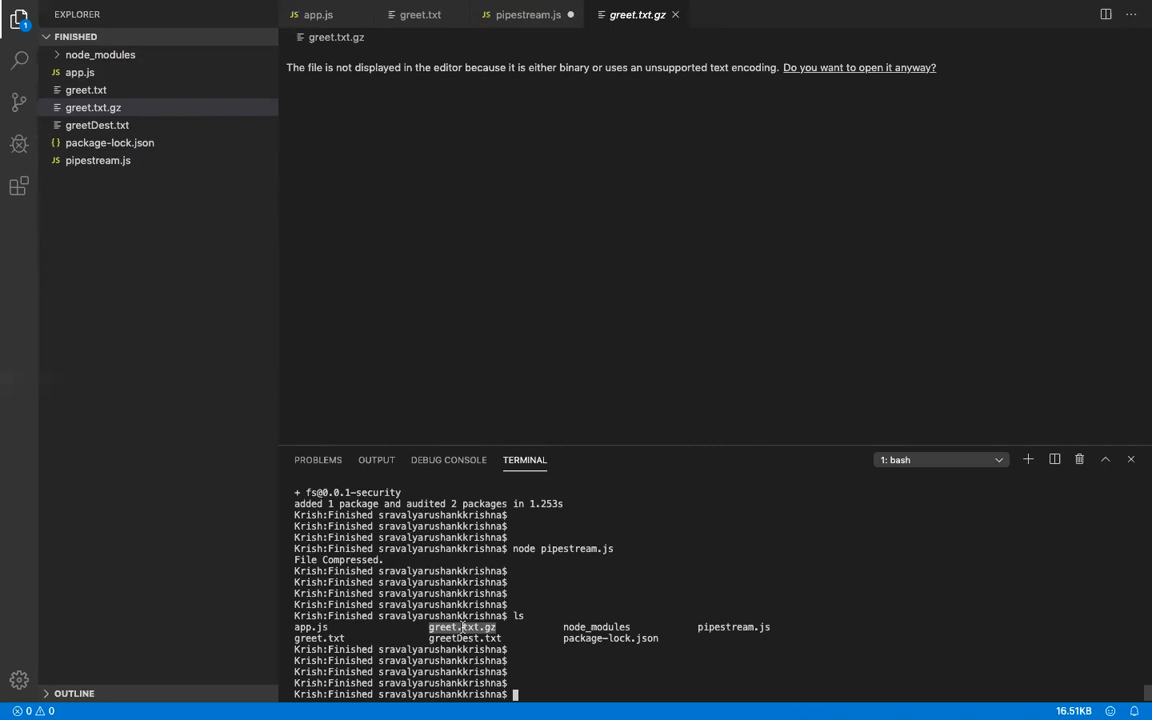 EXPLORER
FINISHED
node_modules
JS app.js
greet.txt
greet.txt.gz
greetDest.txt
{} package-lock.json
JS pipestream.js
OUTLINE
1
JS app.js
greet.txt
JS pipestream.js
greet.txt.gz
greet.txt.gz
The file is not displayed in the editor because it is either binary or uses an unsupported text encoding. Do you want to open it anyway?
PROBLEMS OUTPUT DEBUG CONSOLE TERMINAL
1: bash
+ fs@0.0.1-security
added 1 package and audited 2 packages in 1.253s
Krish:Finished sravalyarushankkrishna$
Krish:Finished sravalyarushankkrishna$
Krish:Finished sravalyarushankkrishna$
Krish:Finished sravalyarushankkrishna$ node pipestream.js
File Compressed.
Krish:Finished sravalyarushankkrishna$
Krish:Finished sravalyarushankkrishna$
Krish:Finished sravalyarushankkrishna$
Krish:Finished sravalyarushankkrishna$
Krish:Finished sravalyarushankkrishna$ ls
app.js greet.txt.gz node_modules pipestream.js
greet.txt greetDest.txt package-lock.json
Krish:Finished sravalyarushankkrishna$
Krish:Finished sravalyarushankkrishna$
Krish:Finished sravalyarushankkrishna$
Krish:Finished sravalyarushankkrishna$
Krish:Finished sravalyarushankkrishna$
0 0
16.51KB